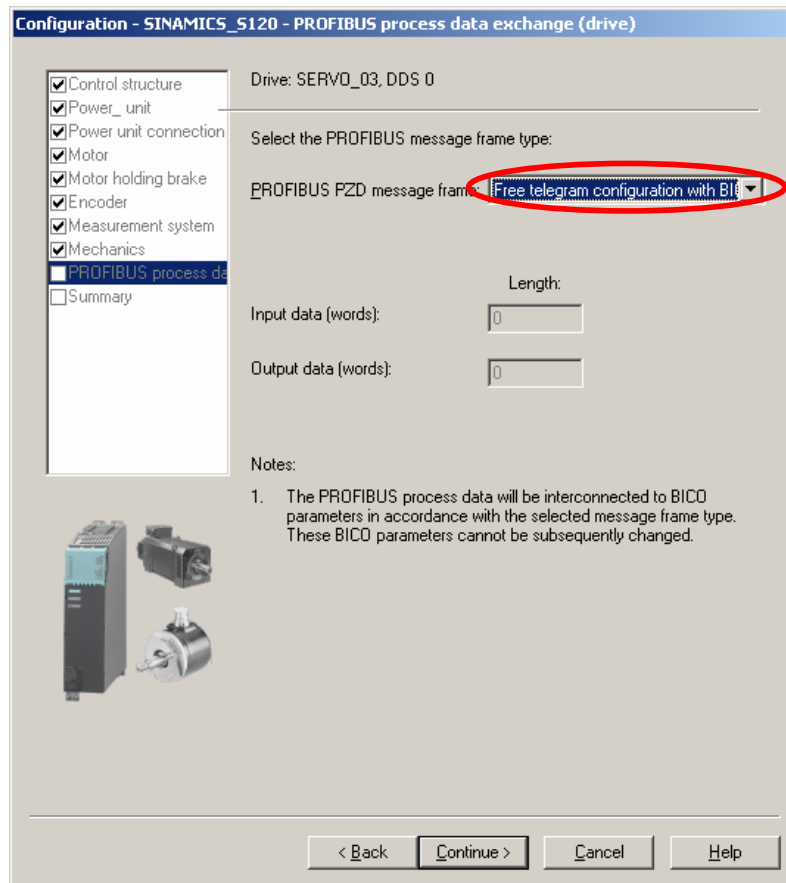 Configuration - SINAMICS_S120 - PROFIBUS process data exchange (drive)
Control structure
Power_ unit
Power unit connection
Motor
Motor holding brake
Encoder
Measurement system
Mechanics
PROFIBUS process da
Summary
Drive: SERVO_03, DDS 0
Select the PROFIBUS message frame type:
PROFIBUS PZD message frame: Free telegram configuration with BI
Length:
Input data (words): 0
Output data (words): 0
Notes:
1. The PROFIBUS process data will be interconnected to BICO
parameters in accordance with the selected message frame type.
These BICO parameters cannot be subsequently changed.
< Back Continue > Cancel Help